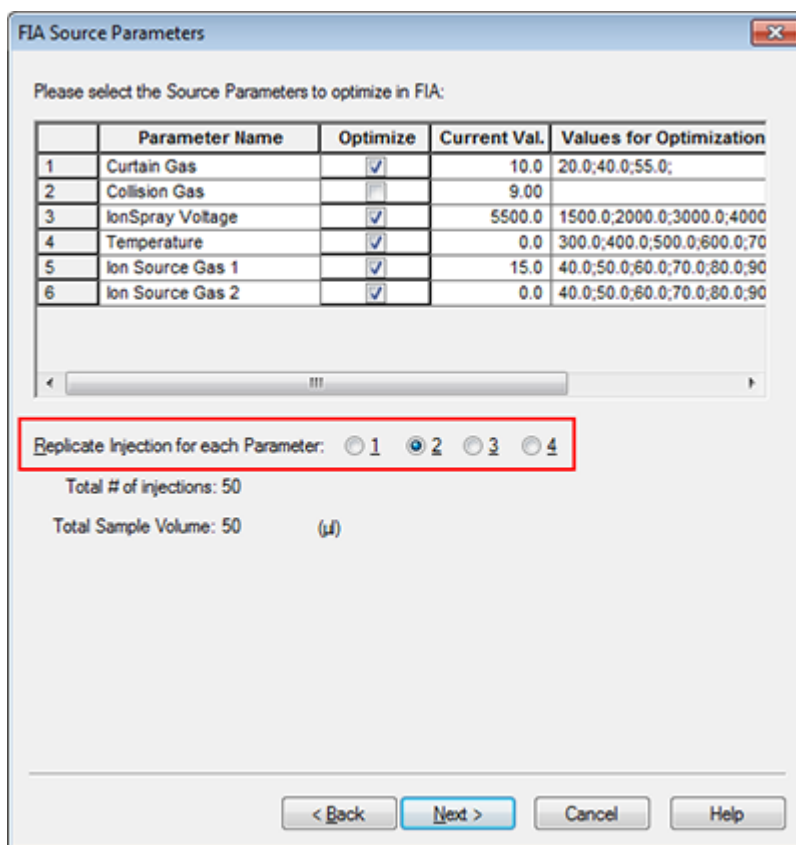 FIA Source Parameters
Please select the Source Parameters to optimize in FIA:
Parameter Name Optimize Current Val. Values for Optimization
1 Curtain Gas 10.0 20.0;40.0;55.0;
2 Collision Gas 9.00
3 IonSpray Voltage 5500.0 1500.0;2000.0;3000.0;4000
4 Temperature 0.0 300.0;400.0;500.0;600.0;70
5 Ion Source Gas 1 15.0 40.0;50.0;60.0;70.0;80.0;90
6 Ion Source Gas 2 0.0 40.0;50.0;60.0;70.0;80.0;90
Replicate Injection for each Parameter: 1 2 3 4
Total # of injections: 50
Total Sample Volume: 50 (µl)
< Back Next > Cancel Help